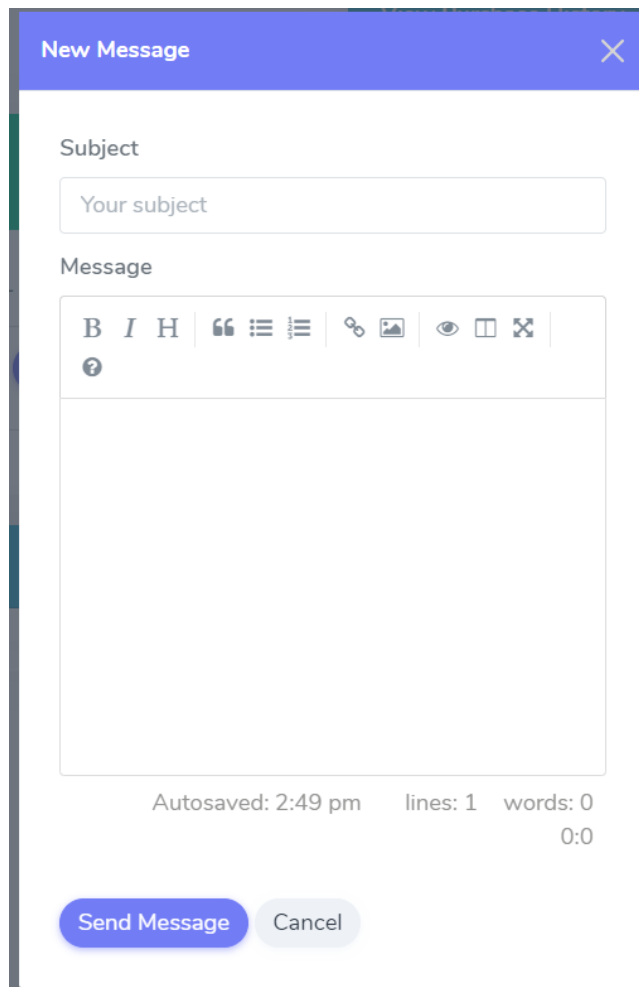 New Message
Subject
Your subject
Message
B I H
Autosaved: 2:49 pm lines: 1 words: 0
0:0
Send Message Cancel